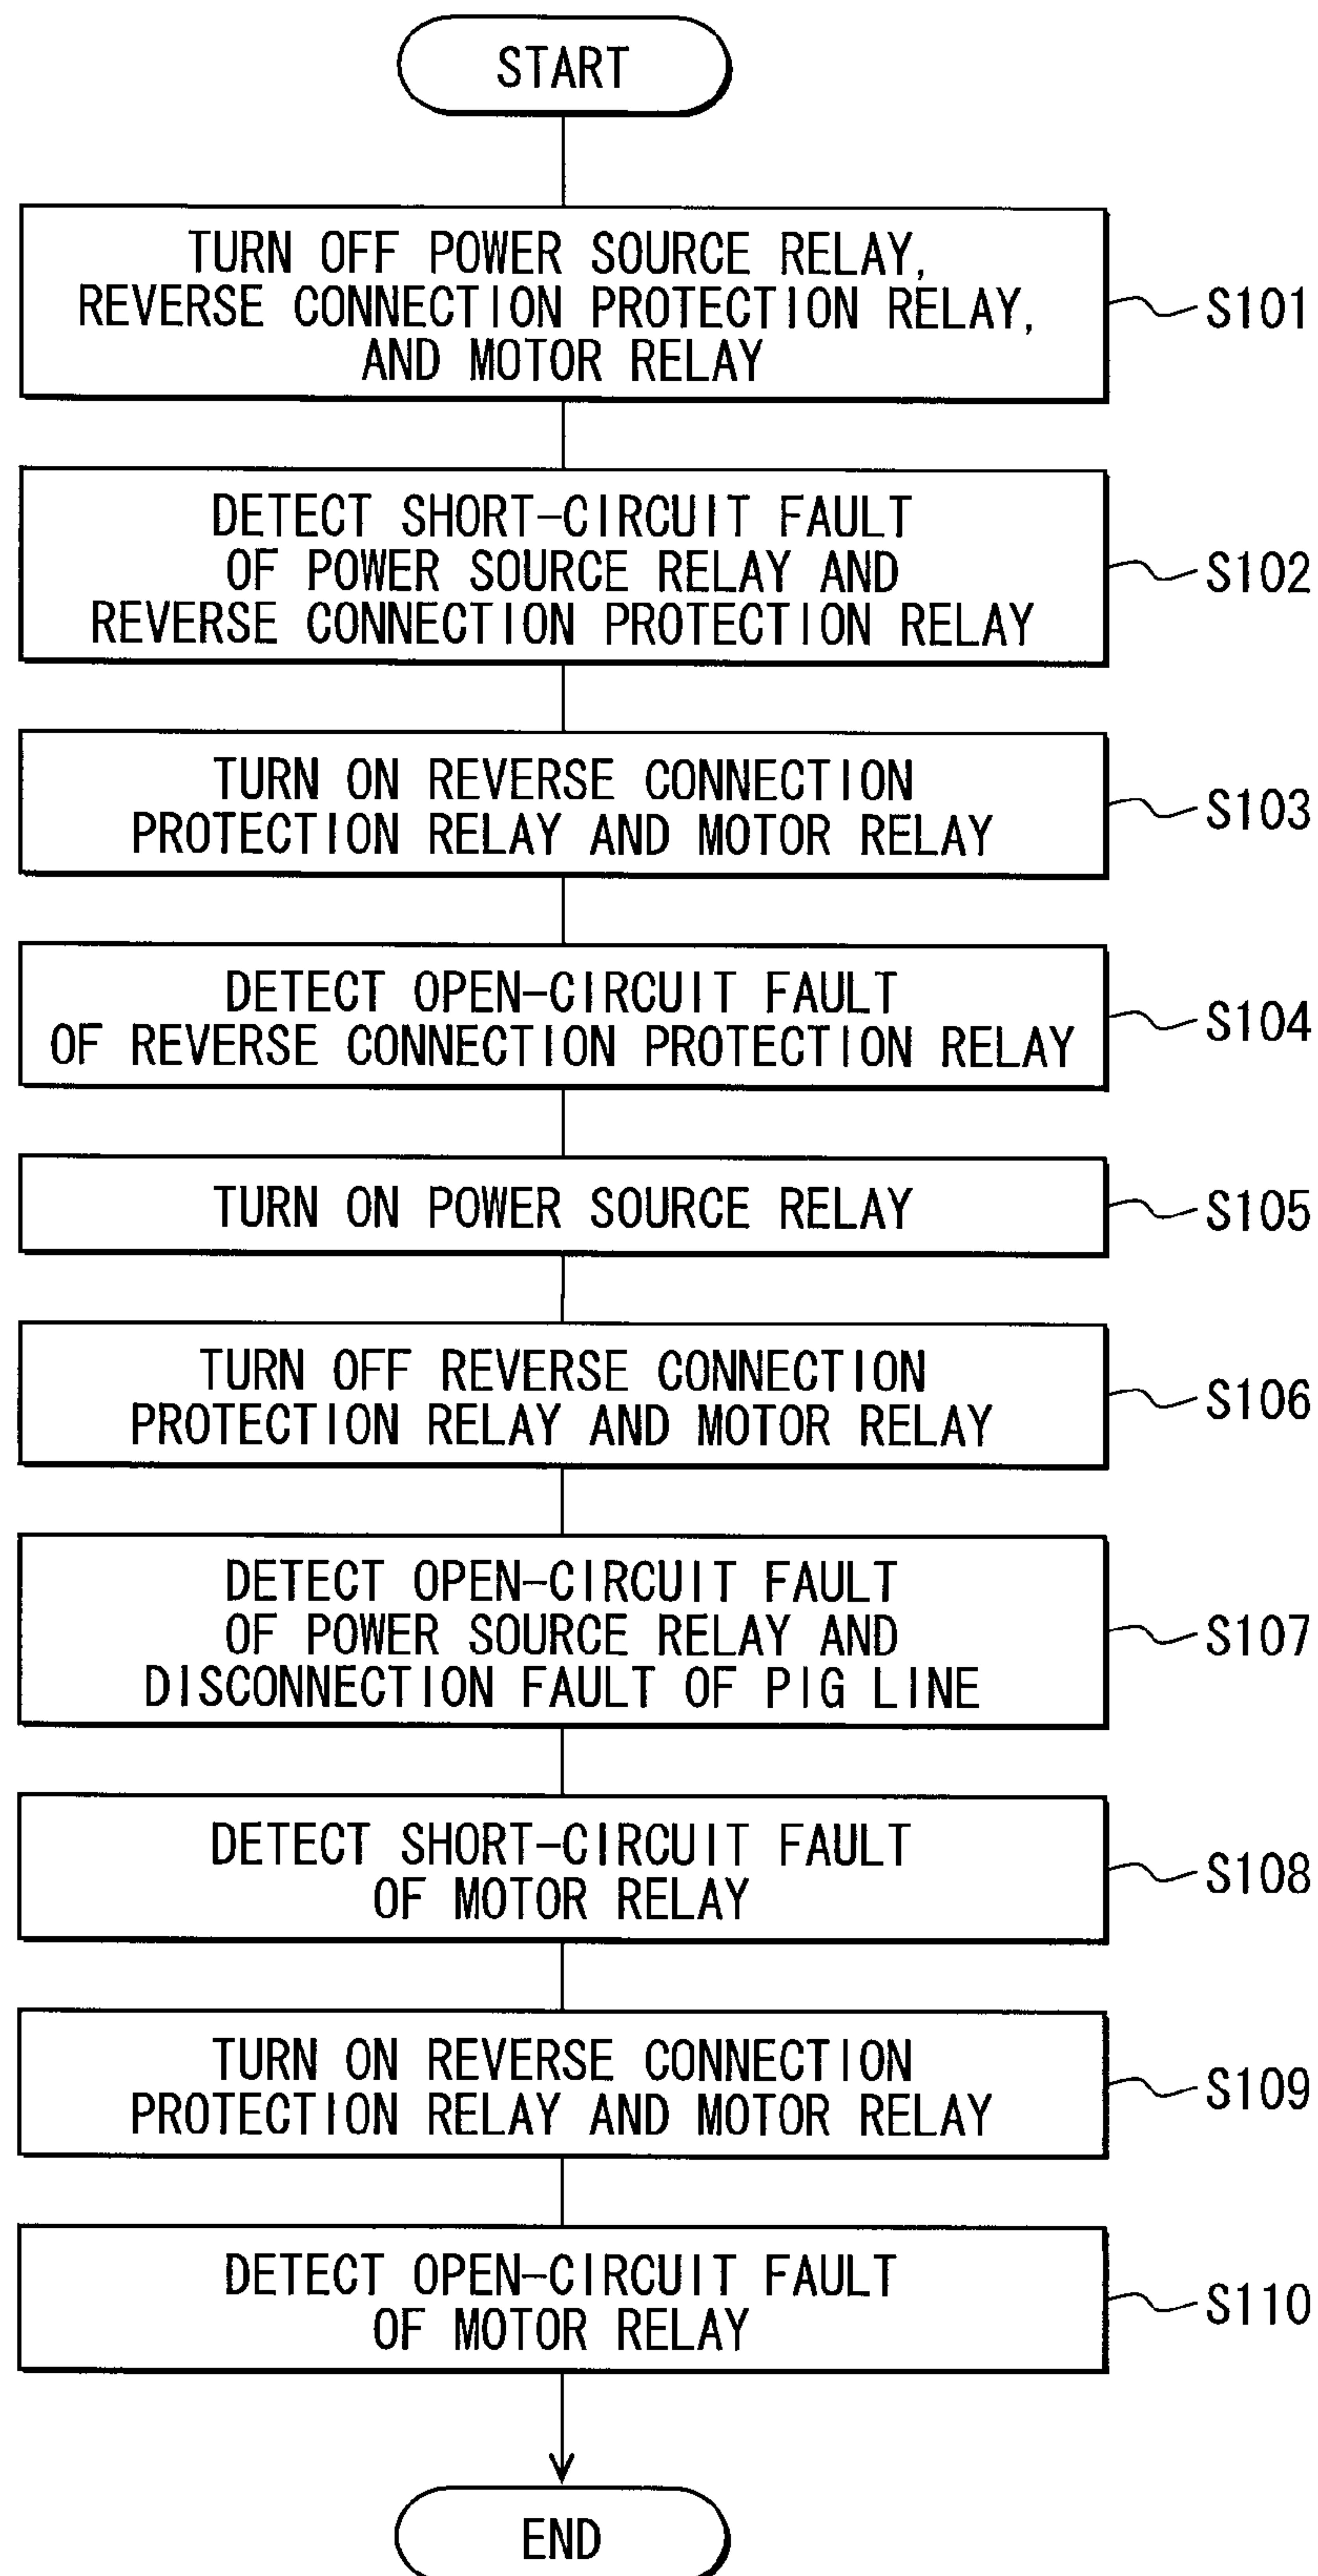 START
TURN OFF POWER SOURCE RELAY,
REVERSE CONNECTION PROTECTION RELAY,
AND MOTOR RELAY
S101
DETECT SHORT-CIRCUIT FAULT
OF POWER SOURCE RELAY AND
REVERSE CONNECTION PROTECTION RELAY
S102
TURN ON REVERSE CONNECTION
PROTECTION RELAY AND MOTOR RELAY
S103
DETECT OPEN-CIRCUIT FAULT
OF REVERSE CONNECTION PROTECTION RELAY
S104
TURN ON POWER SOURCE RELAY
S105
TURN OFF REVERSE CONNECTION
PROTECTION RELAY AND MOTOR RELAY
S106
DETECT OPEN-CIRCUIT FAULT
OF POWER SOURCE RELAY AND
DISCONNECTION FAULT OF PIG LINE
S107
DETECT SHORT-CIRCUIT FAULT
OF MOTOR RELAY
S108
TURN ON REVERSE CONNECTION
PROTECTION RELAY AND MOTOR RELAY
S109
DETECT OPEN-CIRCUIT FAULT
OF MOTOR RELAY
S110
END